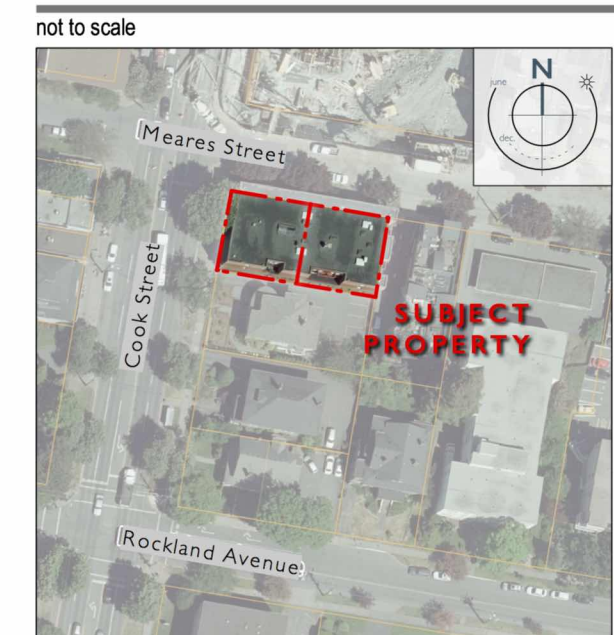 not to scale
N
june
dec.
Meares Street
Cook Street
SUBJECT
PROPERTY
Rockland Avenue